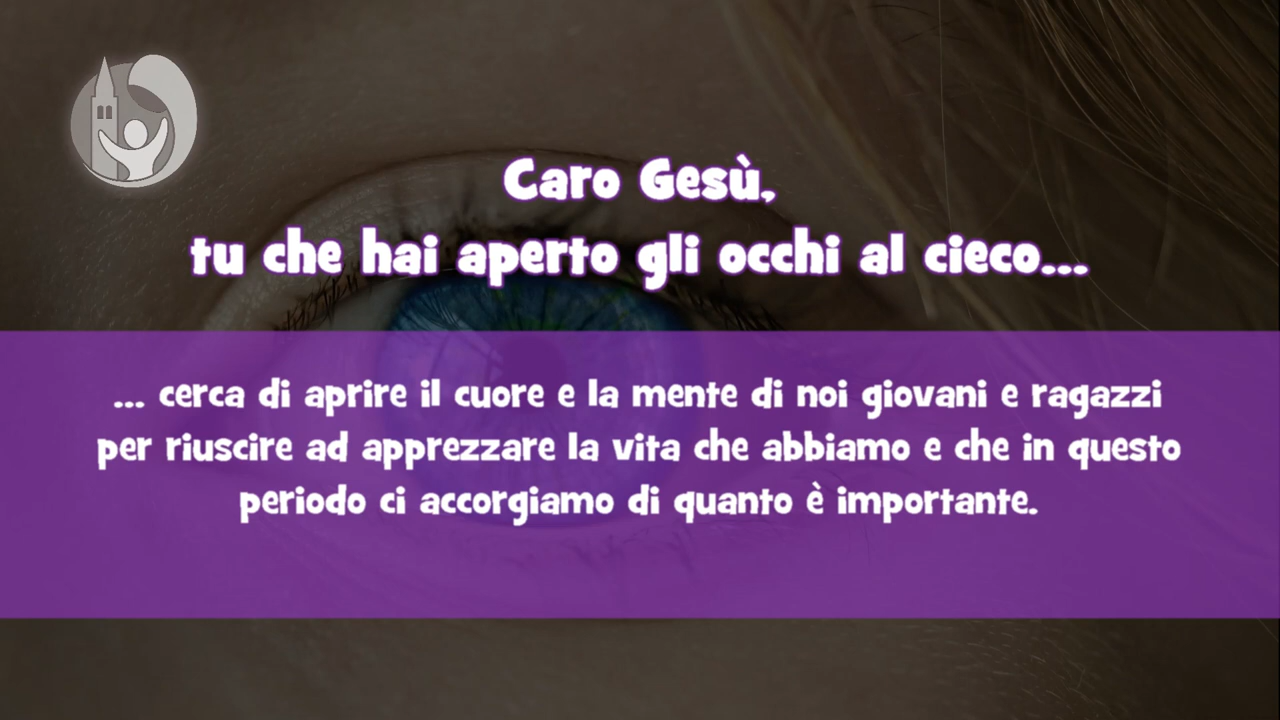 Caro Gesù,
tu che hai aperto gli occhi al cieco...
... cerca di aprire il cuore e la mente di noi giovani e ragazzi
per riuscire ad apprezzare la vita che abbiamo e che in questo
periodo ci accorgiamo di quanto è importante.